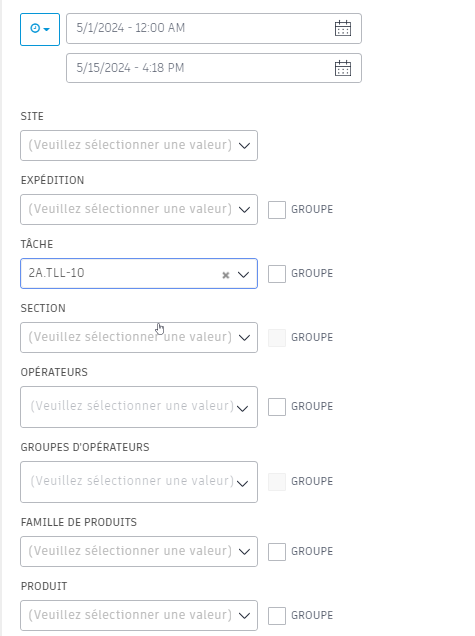 5/1/2024 - 12:00 AM
5/15/2024 - 4:18 PM
SITE
(Veuillez sélectionner une valeur)
EXPÉDITION
(Veuillez sélectionner une valeur) GROUPE
TÂCHE
2A.TLL-10 GROUPE
SECTION
(Veuillez sélectionner une valeur) GROUPE
OPÉRATEURS
(Veuillez sélectionner une valeur) GROUPE
GROUPES D'OPÉRATEURS
(Veuillez sélectionner une valeur) GROUPE
FAMILLE DE PRODUITS
(Veuillez sélectionner une valeur) GROUPE
PRODUIT
(Veuillez sélectionner une valeur) GROUPE